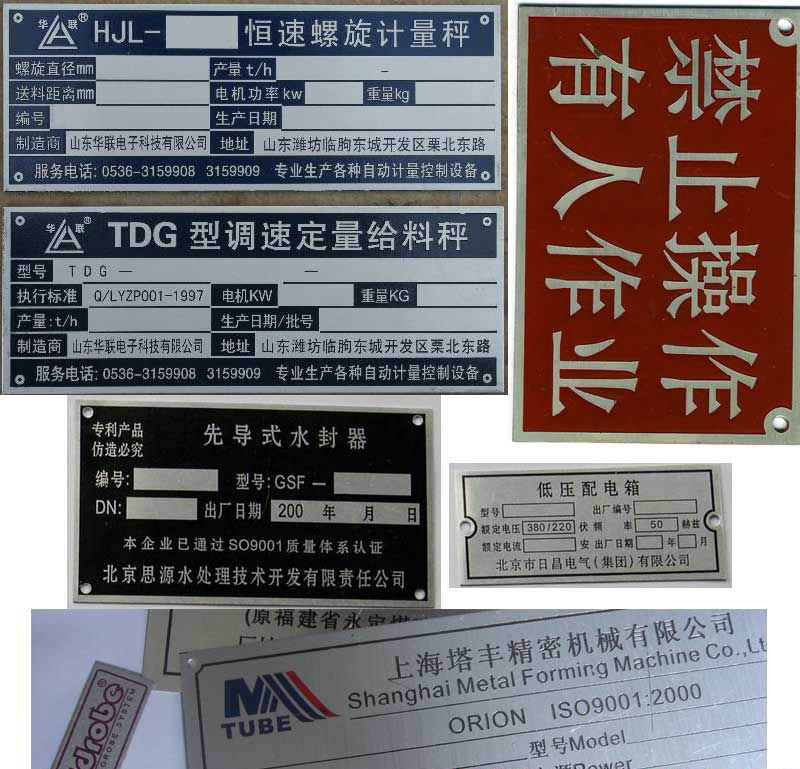 华 联 ® HJL- 恒速螺旋计量秤
螺旋直径mm 产量t/h -
送料距离mm 电机功率kw 重量kg
编号 生产日期
制造商 山东华联电子科技有限公司 地址 山东潍坊临朐东城开发区栗北东路
服务电话: 0536-3159908 3159909 专业生产各种自动计量控制设备
华 联 ® TDG 型调速定量给料秤
型号 TDG - -
执行标准 Q/LYZP001-1997 电机KW 重量KG
产量:t/h 生产日期/批号
制造商 山东华联电子科技有限公司 地址 山东潍坊临朐东城开发区栗北东路
服务电话: 0536-3159908 3159909 专业生产各种自动计量控制设备
禁止操作
有人作业
专利产品
仿造必究
先导式水封器
编号: 型号:GSF-
DN: 出厂日期 200 年 月 日
本企业已通过ISO9001质量体系认证
北京思源水处理技术开发有限责任公司
低压配电箱
型号 出厂编号
额定电压 380/220 伏 频率 50 赫兹
额定电流 安 出厂日期 年 月
北京市日昌电气(集团)有限公司
(原福建省永定
drobe®
DROBE SYSTEM
MA
TUBE
上海塔丰精密机械有限公司
Shanghai Metal Forming Machine Co.,Lt
ORION ISO9001:2000
型号Model
Power